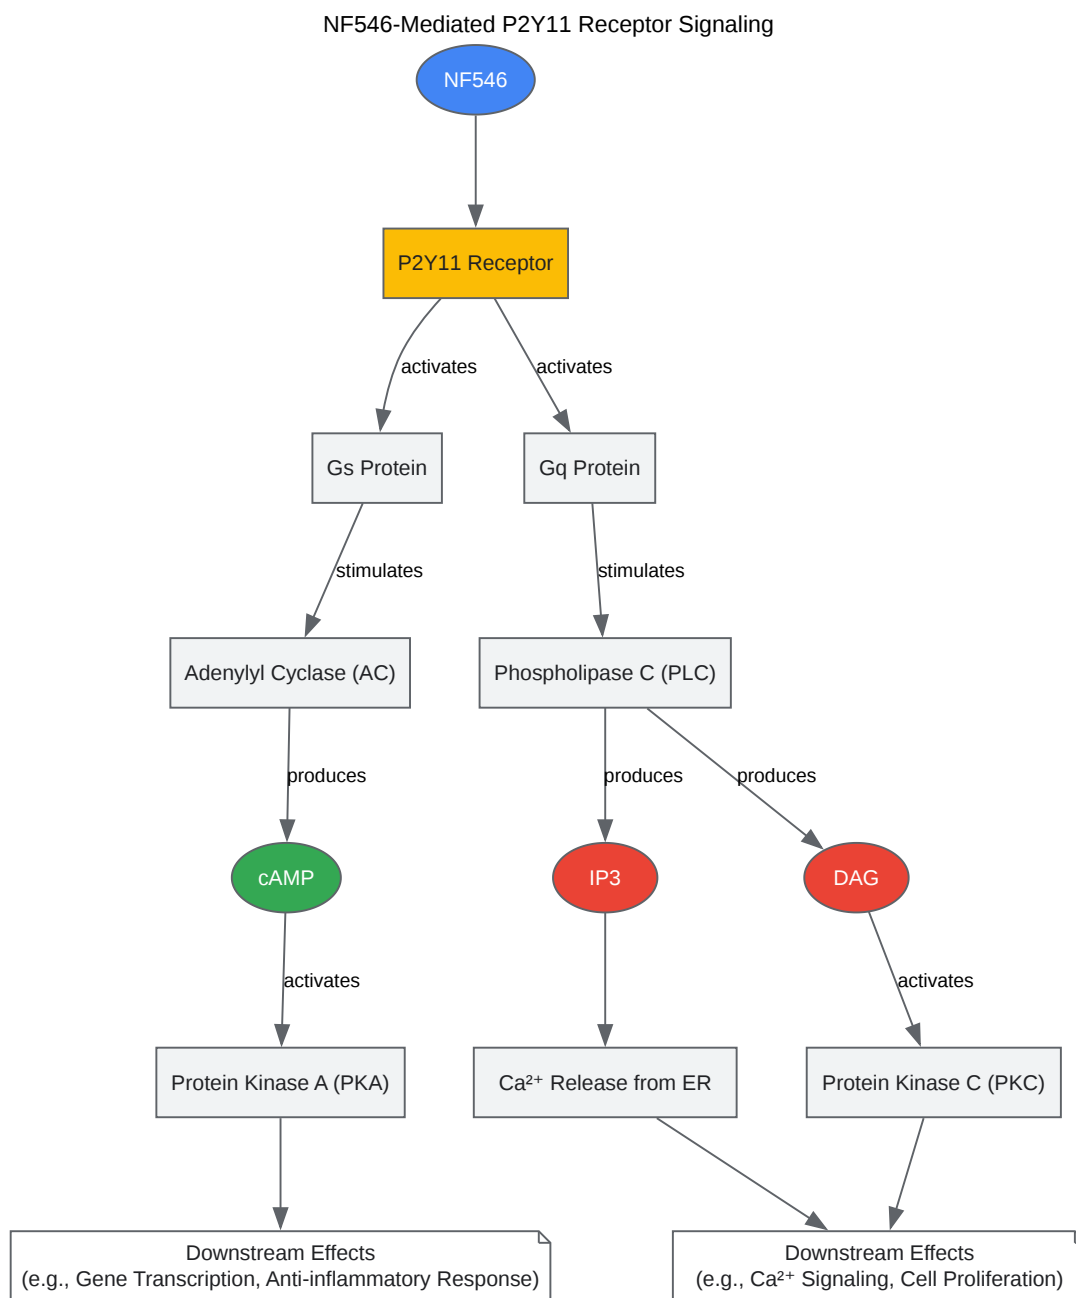 NF546-Mediated P2Y11 Receptor Signaling
NF546
P2Y11 Receptor
activates
activates
Gs Protein
Gq Protein
stimulates
stimulates
Adenylyl Cyclase (AC)
Phospholipase C (PLC)
produces
produces
produces
cAMP
IP3
DAG
activates
activates
Protein Kinase A (PKA)
Ca²⁺ Release from ER
Protein Kinase C (PKC)
Downstream Effects
(e.g., Gene Transcription, Anti-inflammatory Response)
Downstream Effects
(e.g., Ca²⁺ Signaling, Cell Proliferation)